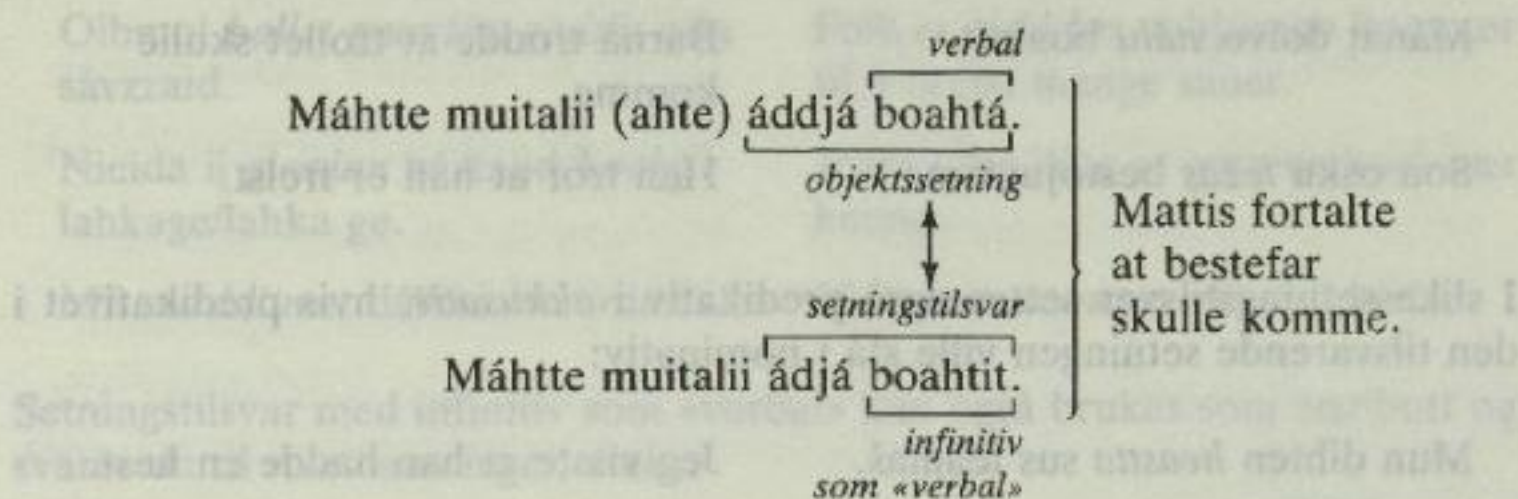 verbal
Máhtte muitalii (ahte) áddjá boahtá.
objektssetning
setningstilsvar
Máhtte muitalii ádjá boahtit.
infinitiv
som «verbal»
Mattis fortalte
at bestefar
skulle komme.